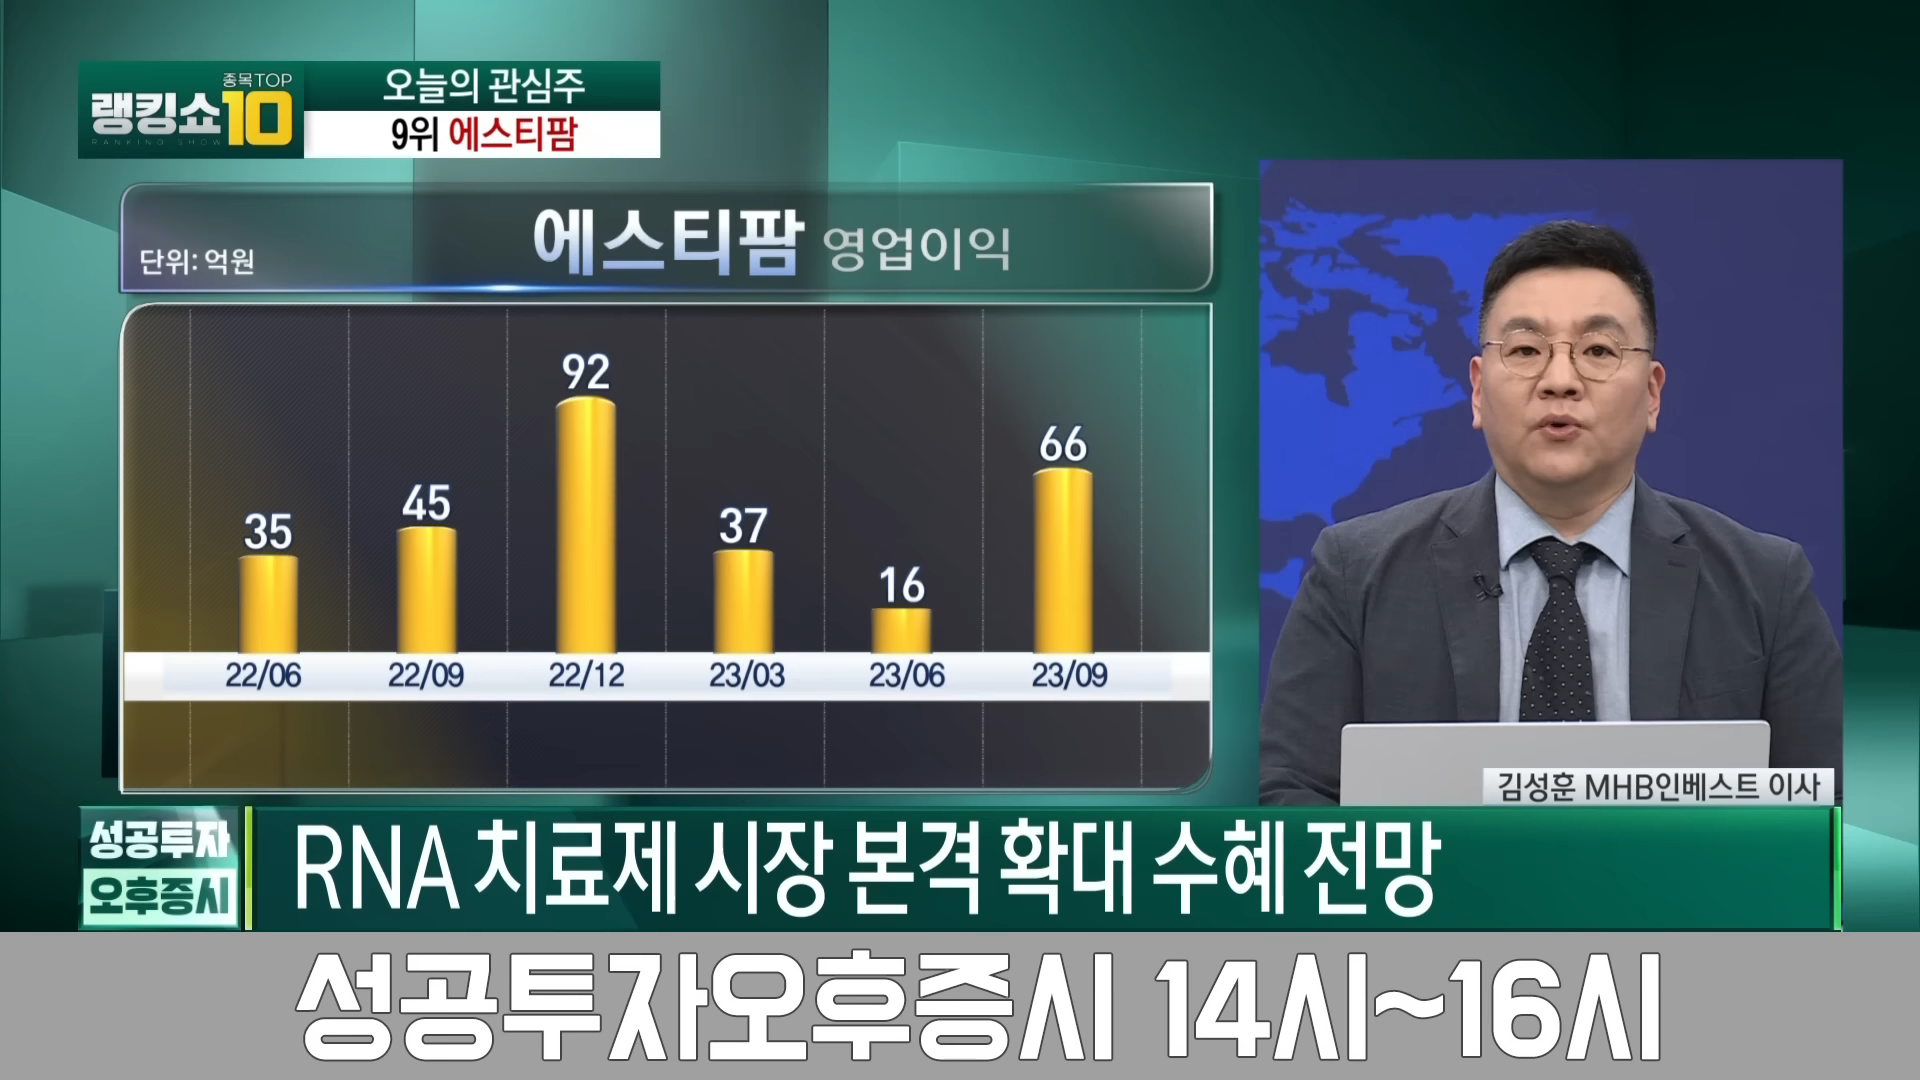 종목TOP
랭킹쇼10
RANKING SHOW
오늘의 관심주
9위 에스티팜
에스티팜 영업이익
단위: 억원
35
45
92
37
16
66
22/06
22/09
22/12
23/03
23/06
23/09
김성훈 MHB인베스트 이사
성공투자
오후증시
RNA 치료제 시장 본격 확대 수혜 전망
성공투자오후증시 14시~16시